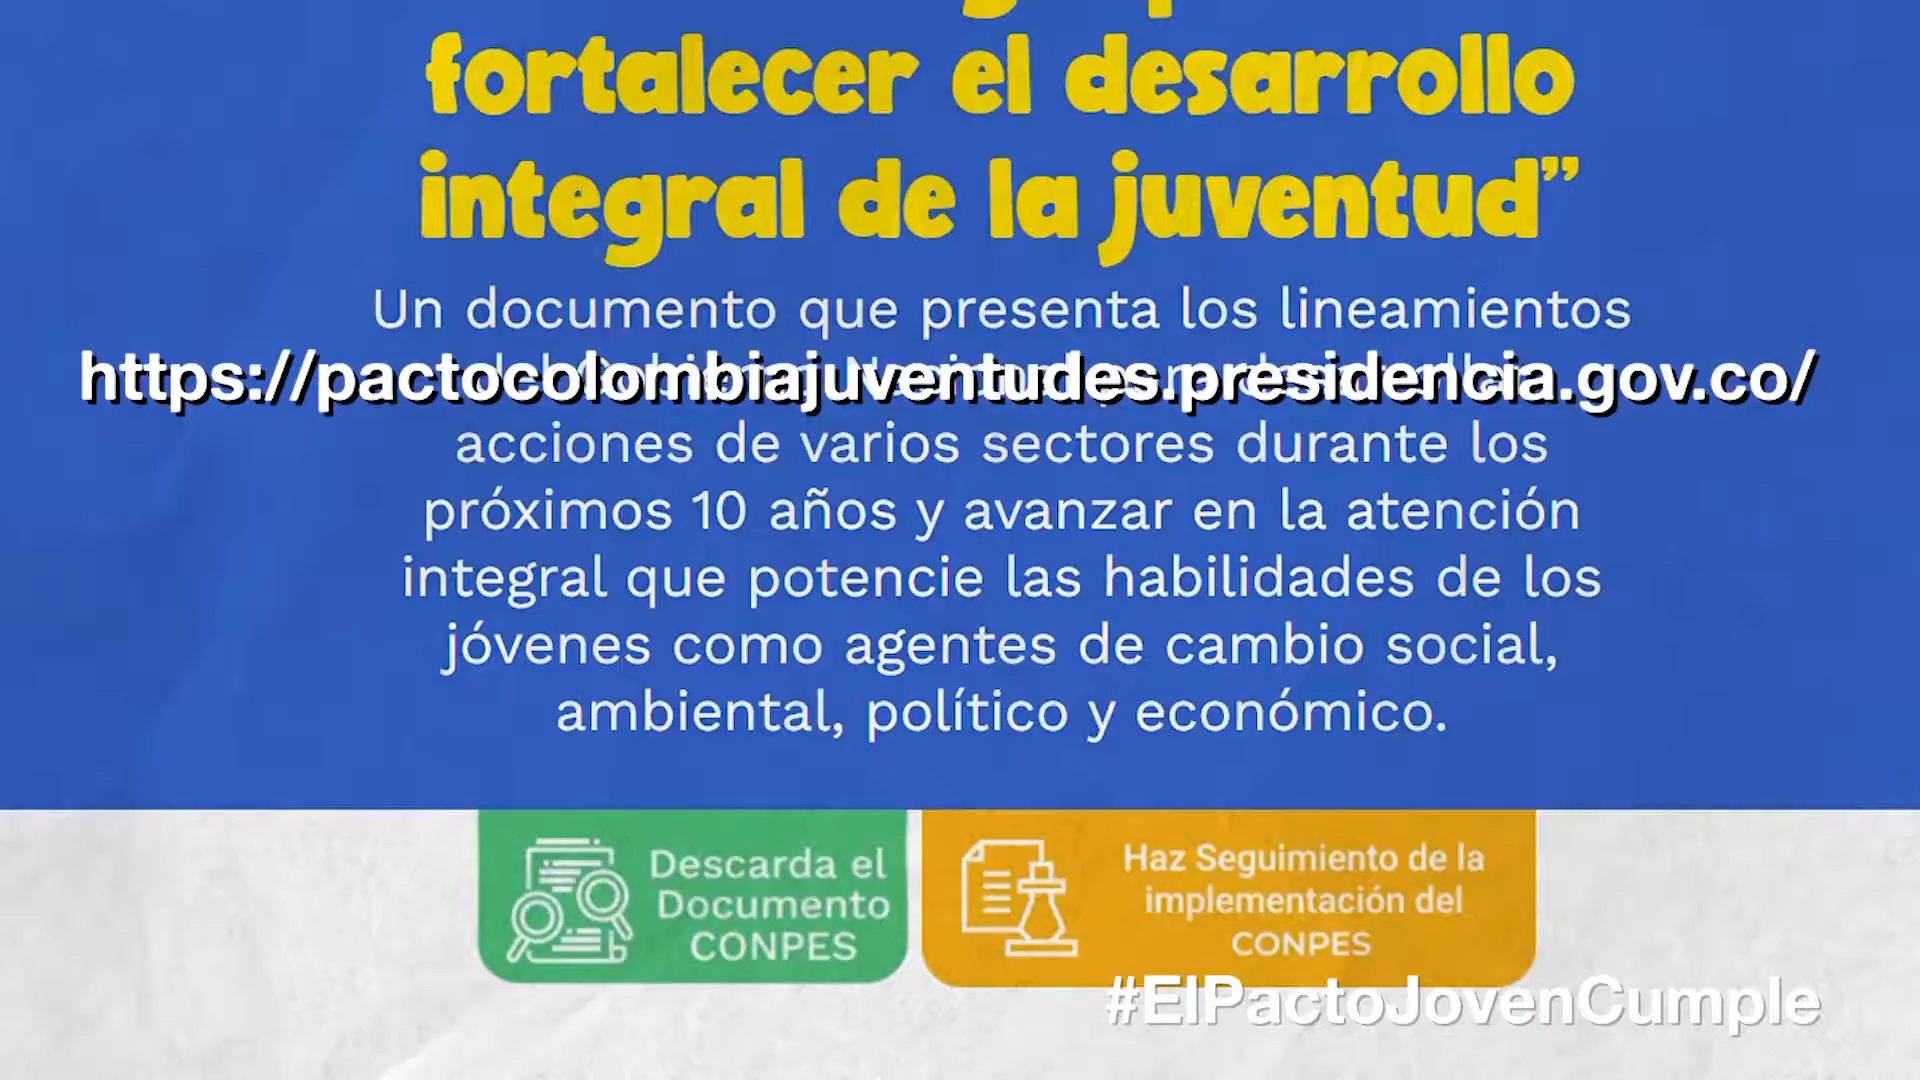 fortalecer el desarrollo
integral de la juventud”
Un documento que presenta los lineamientos
https://pactocolombiajuventudes.presidencia.gov.co/
acciones de varios sectores durante los
próximos 10 años y avanzar en la atención
integral que potencie las habilidades de los
jóvenes como agentes de cambio social,
ambiental, político y económico.
Descarda el
Documento
CONPES
Haz Seguimiento de la
implementación del
CONPES
#ElPactoJovenCumple